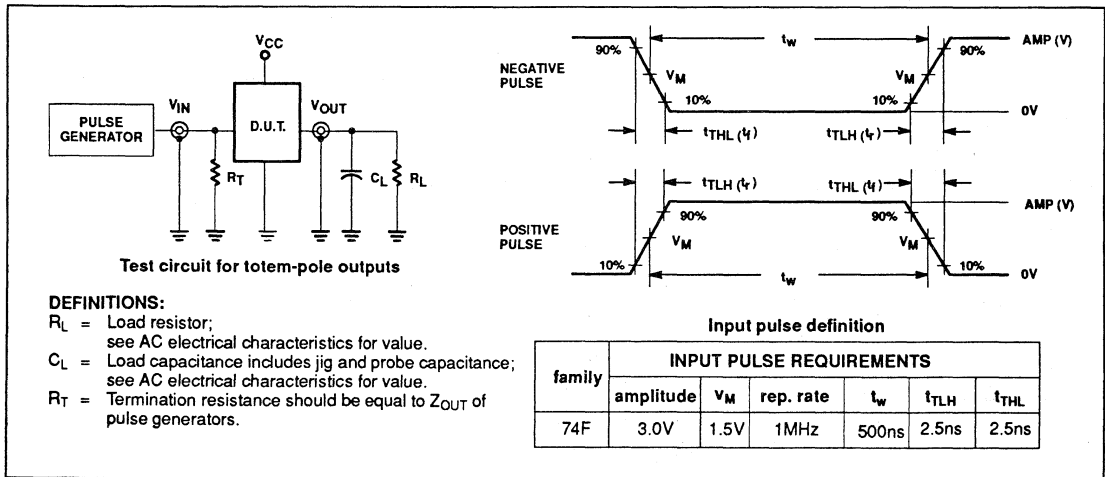 VCC
VIN
VOUT
PULSE
GENERATOR
D.U.T.
RT
CL
RL
Test circuit for totem-pole outputs
DEFINITIONS:
RL = Load resistor;
see AC electrical characteristics for value.
CL = Load capacitance includes jig and probe capacitance;
see AC electrical characteristics for value.
RT = Termination resistance should be equal to ZOUT of
pulse generators.
NEGATIVE
PULSE
90%
tw
90%
AMP (V)
VM
VM
10%
10%
0V
tTHL (tf)
tTLH (tr)
tTLH (tr)
tTHL (tf)
POSITIVE
PULSE
90%
90%
AMP (V)
VM
VM
10%
tw
10%
0V
Input pulse definition
family
INPUT PULSE REQUIREMENTS
amplitude VM rep. rate tw tTLH tTHL
74F 3.0V 1.5V 1MHz 500ns 2.5ns 2.5ns